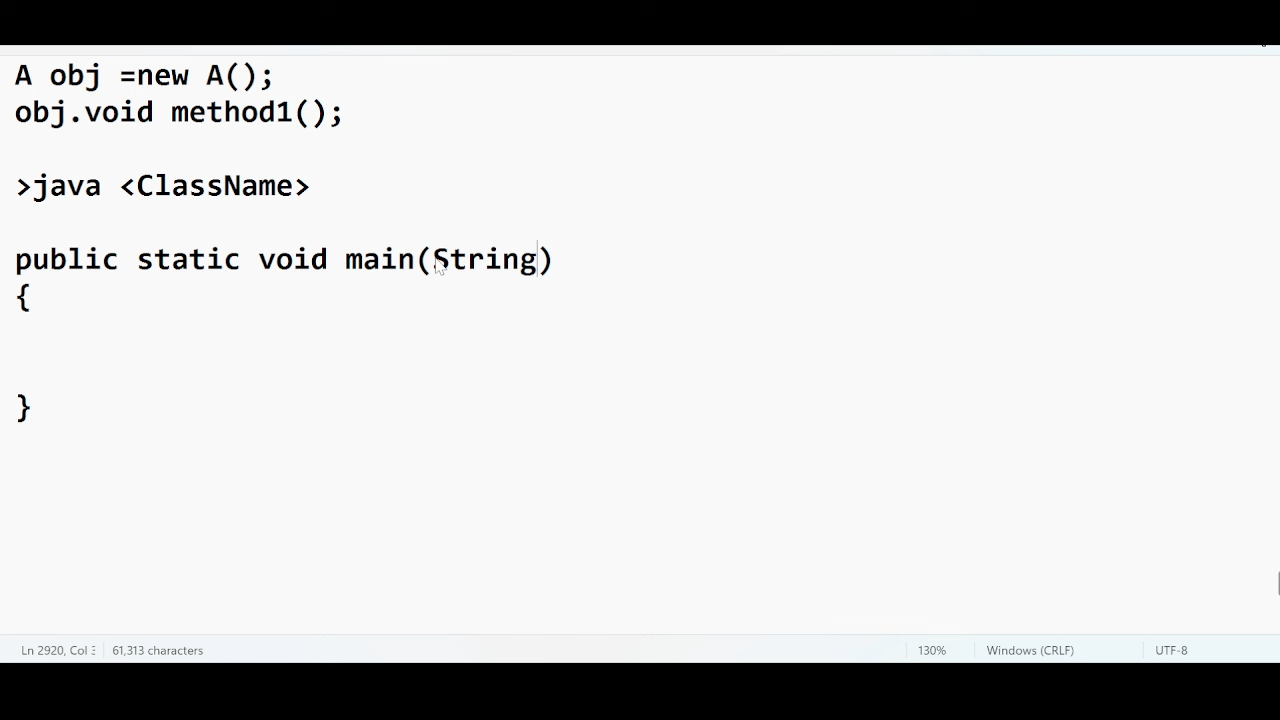 A obj =new A();
obj.void method1();
>java <ClassName>
public static void main(String)
{
}
Ln 2920, Col
61,313 characters
130%
Windows (CRLF)
UTF-8